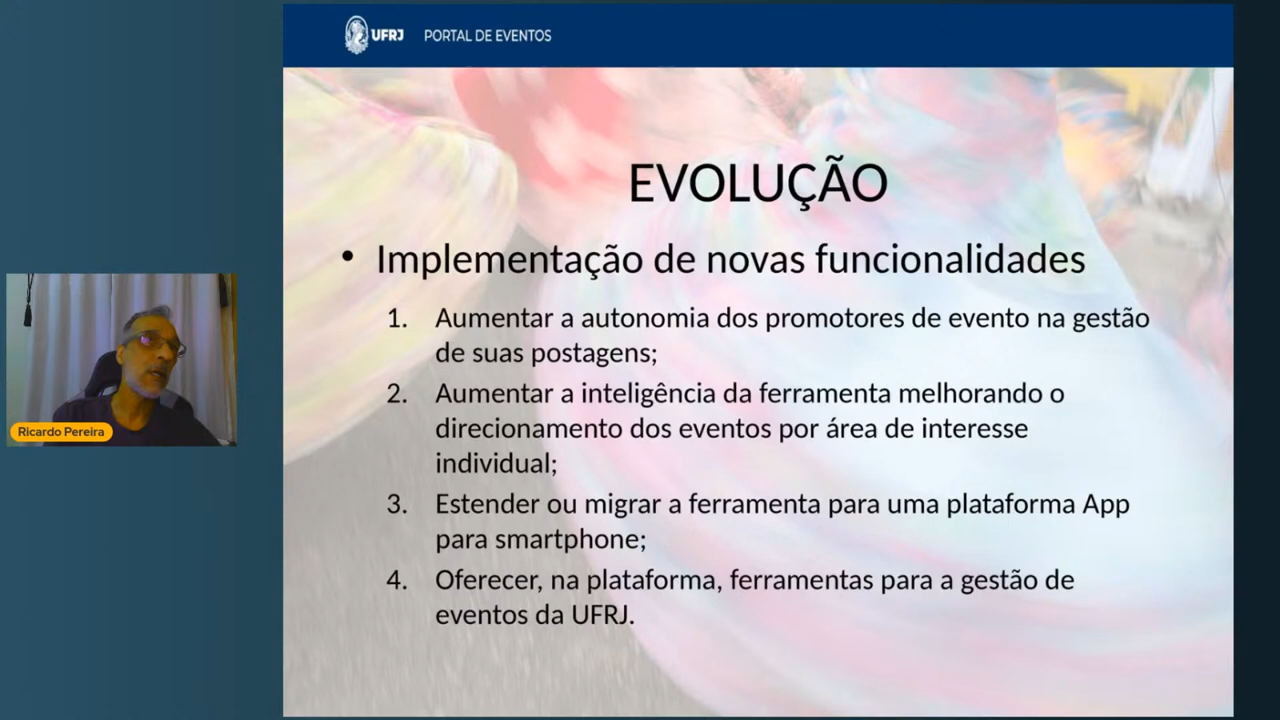 UFRJ PORTAL DE EVENTOS
EVOLUÇÃO
• Implementação de novas funcionalidades
1. Aumentar a autonomia dos promotores de evento na gestão
de suas postagens;
2. Aumentar a inteligência da ferramenta melhorando o
direcionamento dos eventos por área de interesse
individual;
3. Estender ou migrar a ferramenta para uma plataforma App
para smartphone;
4. Oferecer, na plataforma, ferramentas para a gestão de
eventos da UFRJ.
Ricardo Pereira